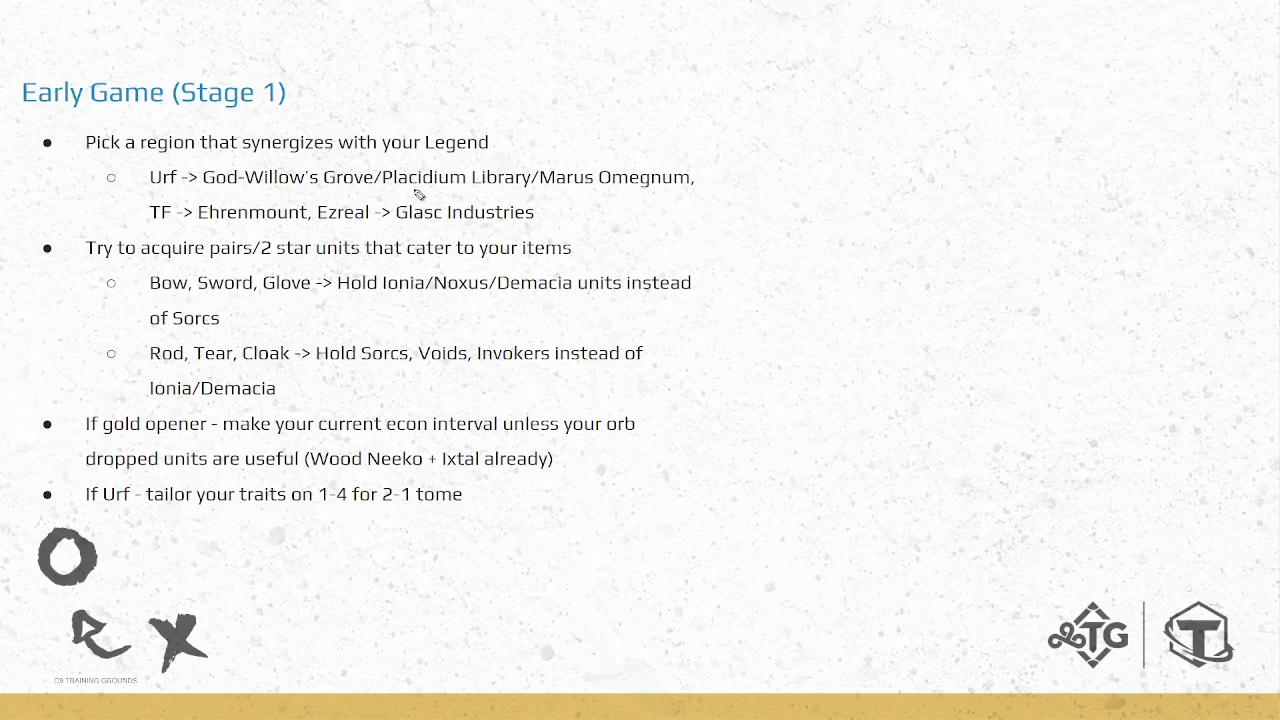 Early Game (Stage 1)
● Pick a region that synergizes with your Legend
○ Urf -> God-Willow's Grove/Placidium Library/Marus Omegnum,
TF -> Ehrenmount, Ezreal -> Glasc Industries
● Try to acquire pairs/2 star units that cater to your items
○ Bow, Sword, Glove -> Hold Ionia/Noxus/Demacia units instead
of Sorcs
○ Rod, Tear, Cloak -> Hold Sorcs, Voids, Invokers instead of
Ionia/Demacia
● If gold opener - make your current econ interval unless your orb
dropped units are useful (Wood Neeko + Ixtal already)
● If Urf - tailor your traits on 1-4 for 2-1 tome
TG
T
C9 TRAINING GROUNDS